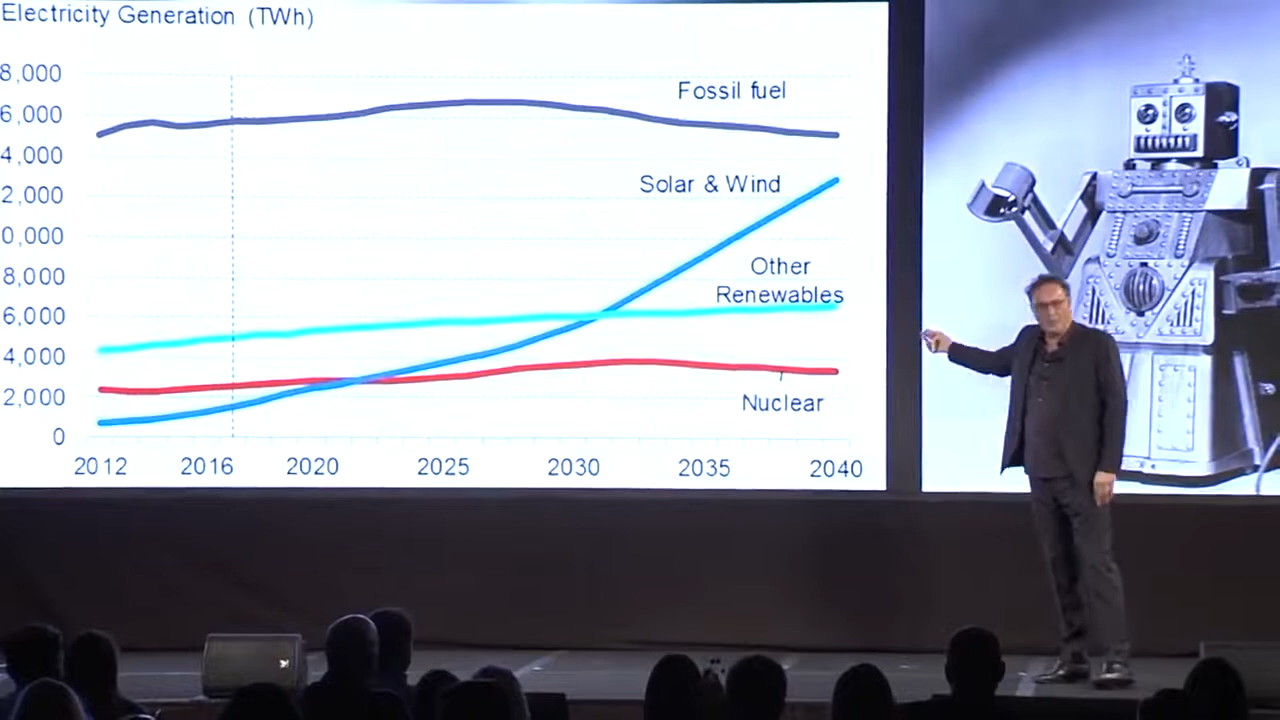 Electricity Generation (TWh)
8,000
6,000
4,000
2,000
0,000
8,000
6,000
4,000
2,000
0
Fossil fuel
Solar & Wind
Other
Renewables
Nuclear
2012 2016 2020 2025 2030 2035 2040